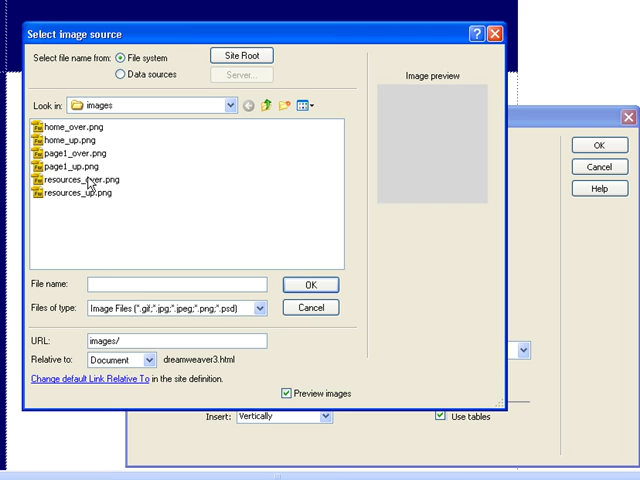 Select image source
Select file name from: File system Site Root
Data sources Server...
Image preview
Look in: images
home_over.png
home_up.png
page1_over.png
page1_up.png
resources_over.png
resources_up.png
OK
Cancel
Help
File name: OK
Files of type: Image Files (*.gif;*.jpg;*.jpeg;*.png;*.psd) Cancel
URL: images/
Relative to: Document dreamweaver3.html
Change default Link Relative To in the site definition.
Preview images
Insert: Vertically Use tables